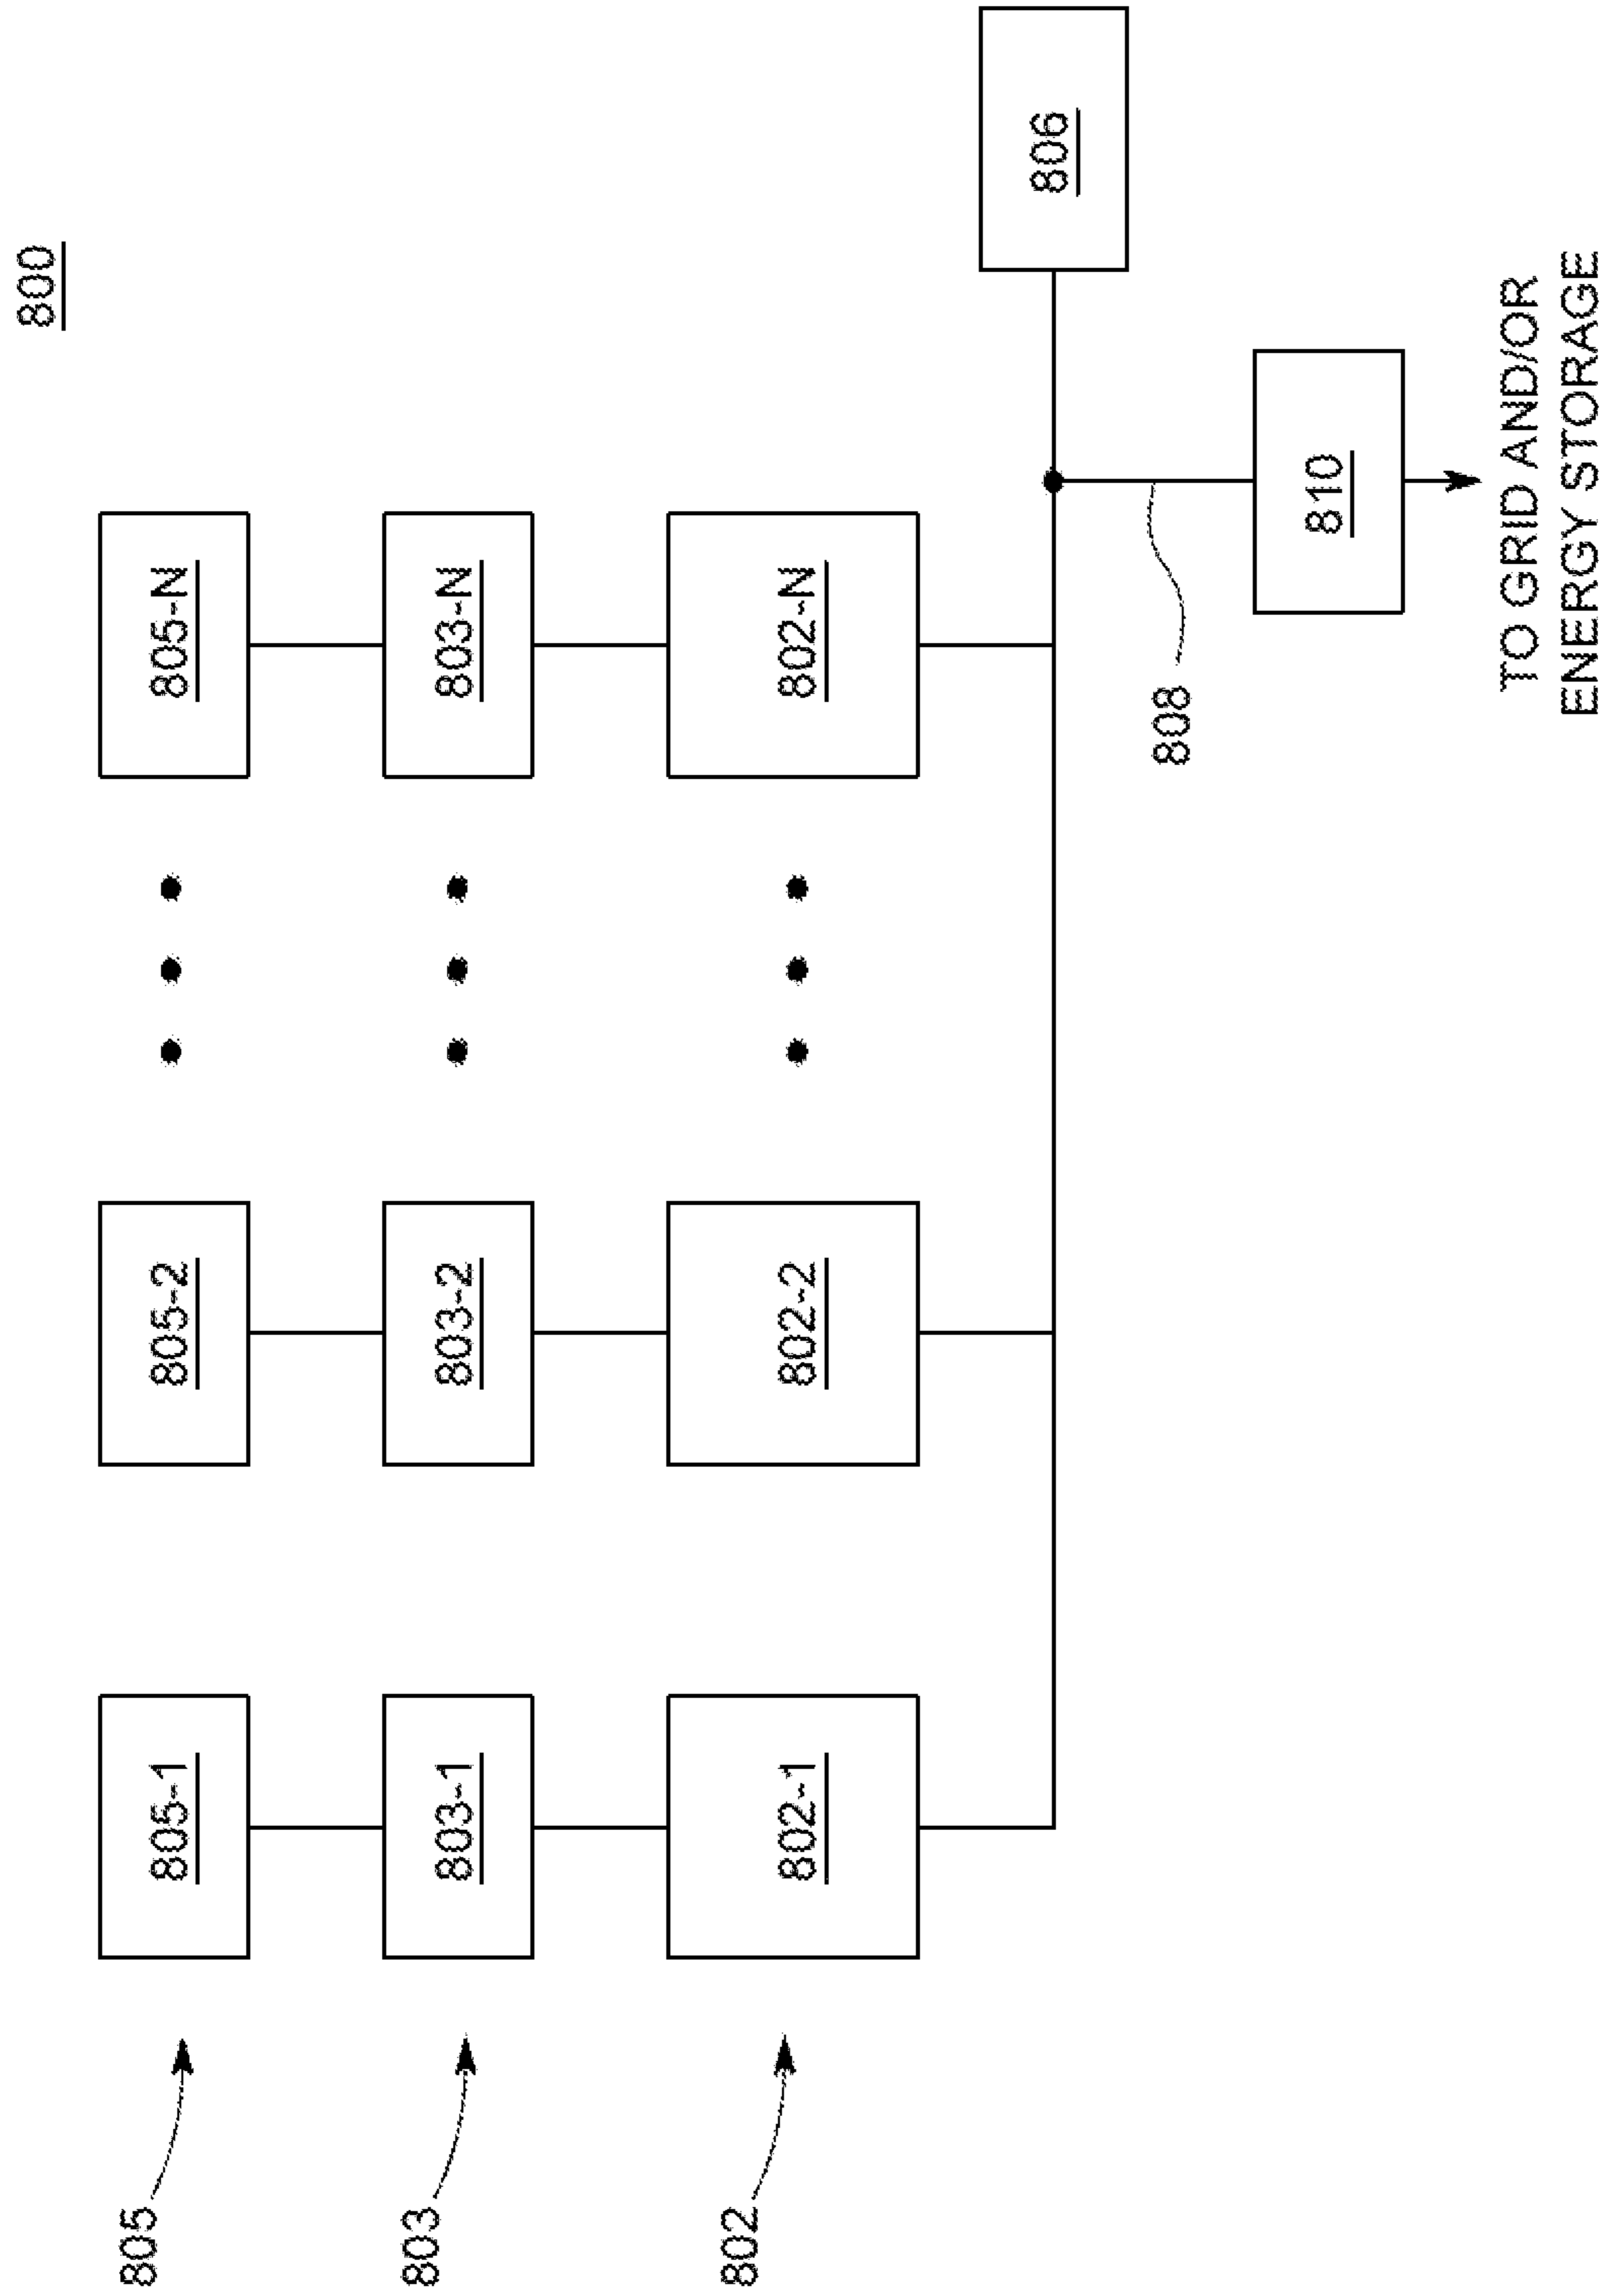 800
805
805-1
805-2
805-N
803
803-1
803-2
803-N
802
802-1
802-2
802-N
806
808
810
TO GRID AND/OR
ENERGY STORAGE